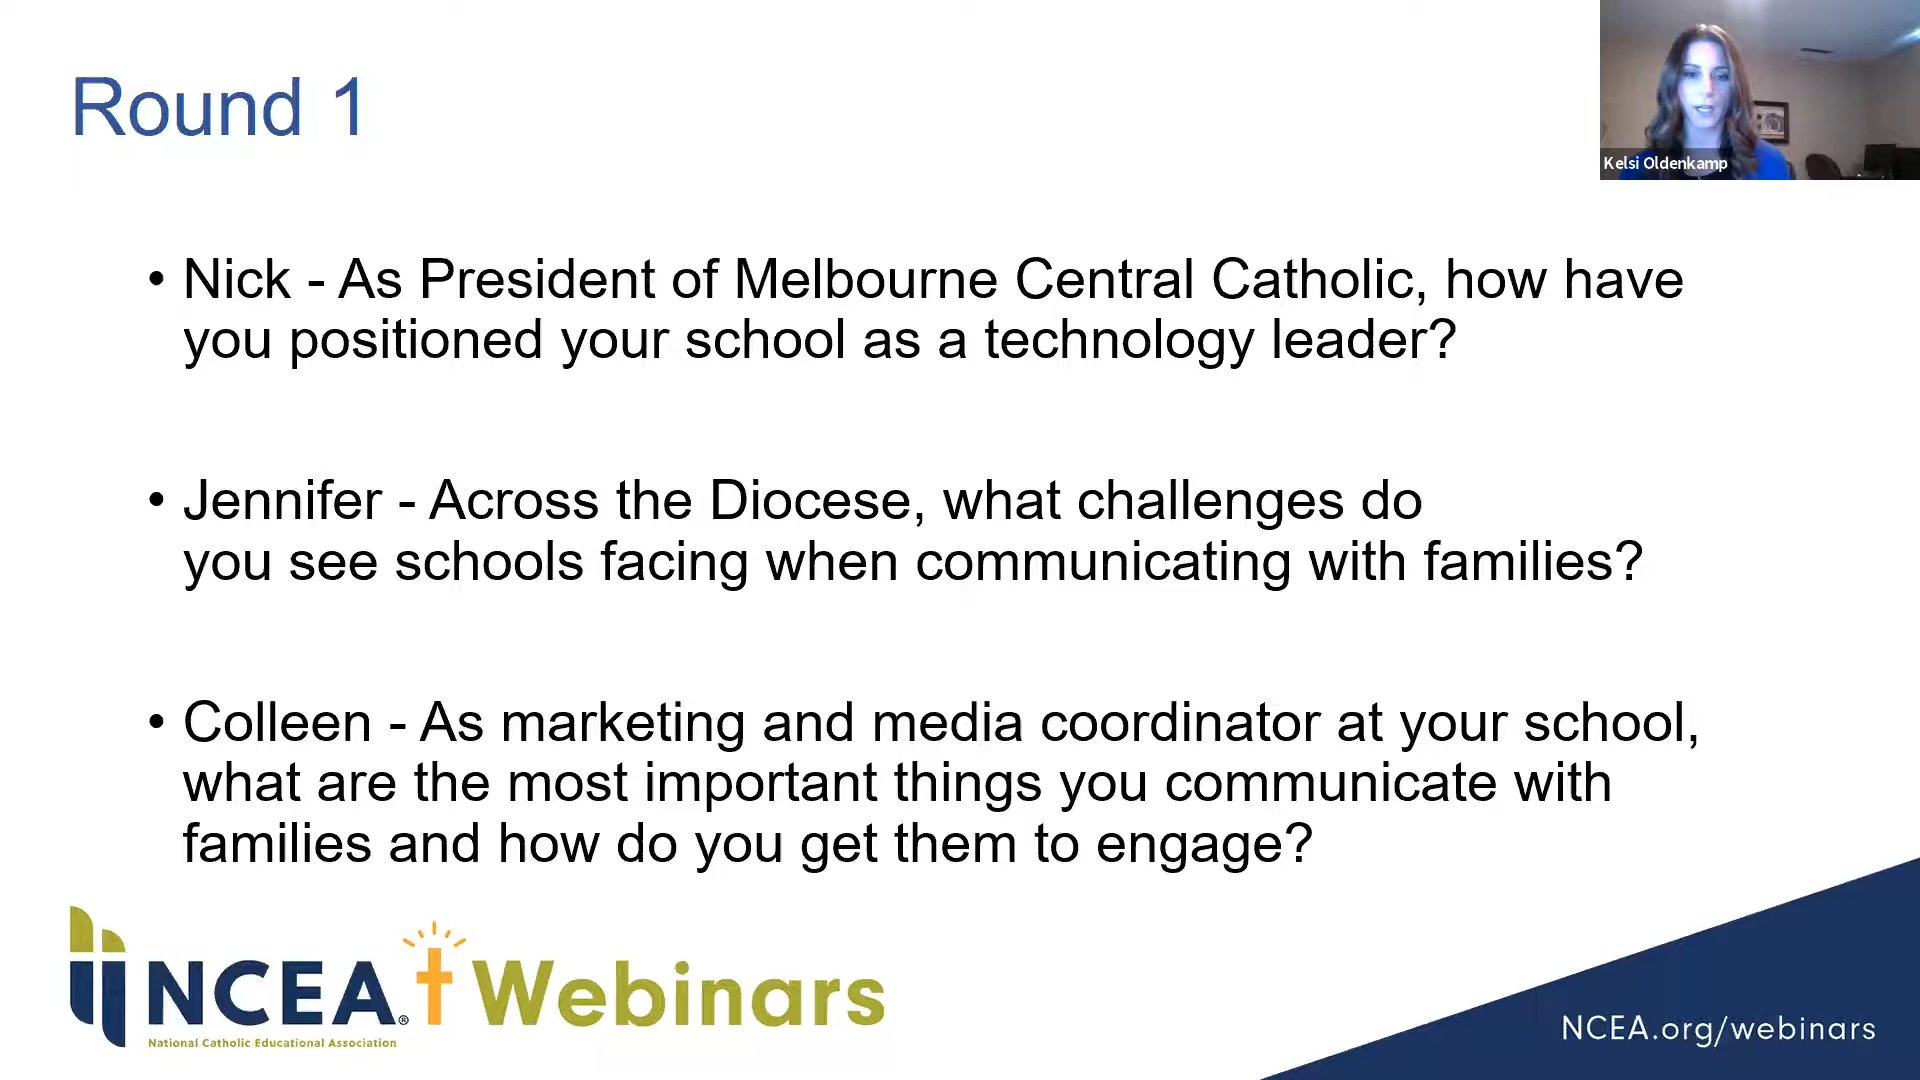 Round 1
Kelsi Oldenkamp
• Nick - As President of Melbourne Central Catholic, how have
you positioned your school as a technology leader?
• Jennifer - Across the Diocese, what challenges do
you see schools facing when communicating with families?
• Colleen - As marketing and media coordinator at your school,
what are the most important things you communicate with
families and how do you get them to engage?
NCEA® Webinars
National Catholic Educational Association
NCEA.org/webinars